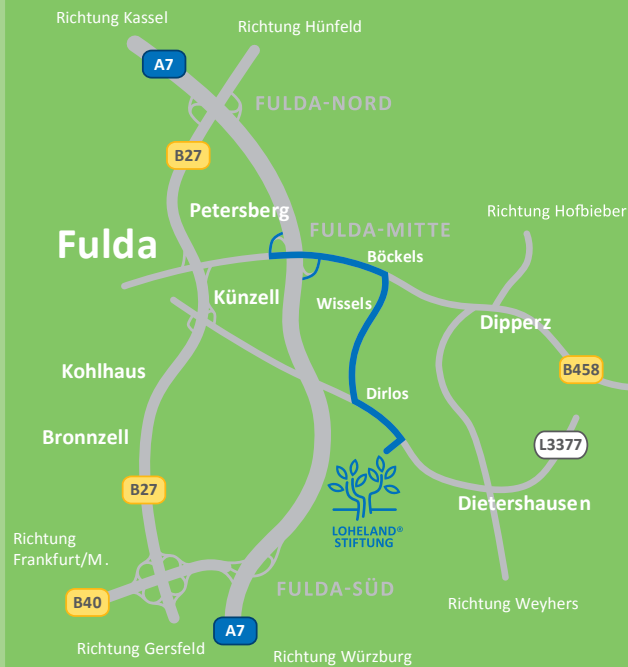 Richtung Kassel
Richtung Hünfeld
A7
FULDA-NORD
B27
Petersberg
Richtung Hofbieber
Fulda
FULDA-MITTE
Böckels
Künzell
Wissels
Dipperz
Kohlhaus
B458
Dirlos
Bronnzell
L3377
B27
Dietershausen
LOHELAND®
STIFTUNG
Richtung
Frankfurt/M.
FULDA-SÜD
B40
Richtung Weyhers
A7
Richtung Gersfeld
Richtung Würzburg